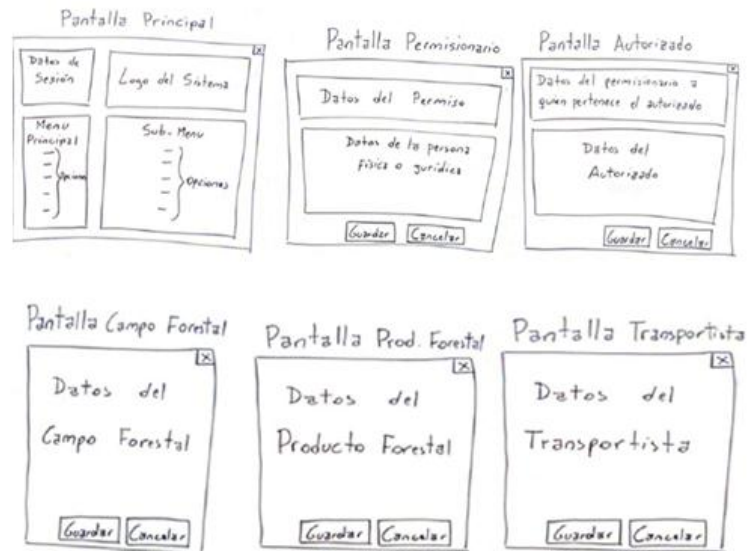 Pantalla Principal
Datos de
Sesión
Logo del Sistema
Menu
Principal
Opciones
Sub-Menu
Opciones
Pantalla Permisionario
Datos del Permiso
Datos de la persona
física o jurídica
Guardar
Cancelar
Pantalla Autorizado
Datos del permisionario a
quien pertenece el autorizado
Datos del
Autorizado
Guardar
Cancelar
Pantalla Campo Forestal
Datos del
Campo Forestal
Guardar
Cancelar
Pantalla Prod. Forestal
Datos del
Producto Forestal
Guardar
Cancelar
Pantalla Transportista
Datos del
Transportista
Guardar
Cancelar